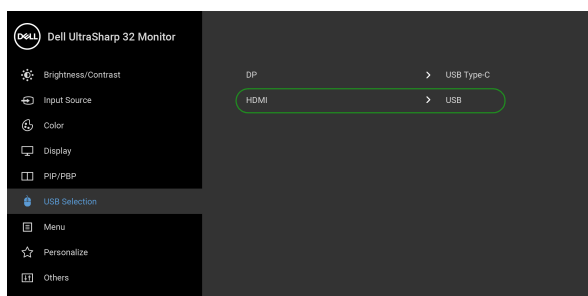 DELL
Dell UltraSharp 32 Monitor
Brightness/Contrast
Input Source
Color
Display
PIP/PBP
USB Selection
Menu
Personalize
Others
DP > USB Type-C
HDMI > USB